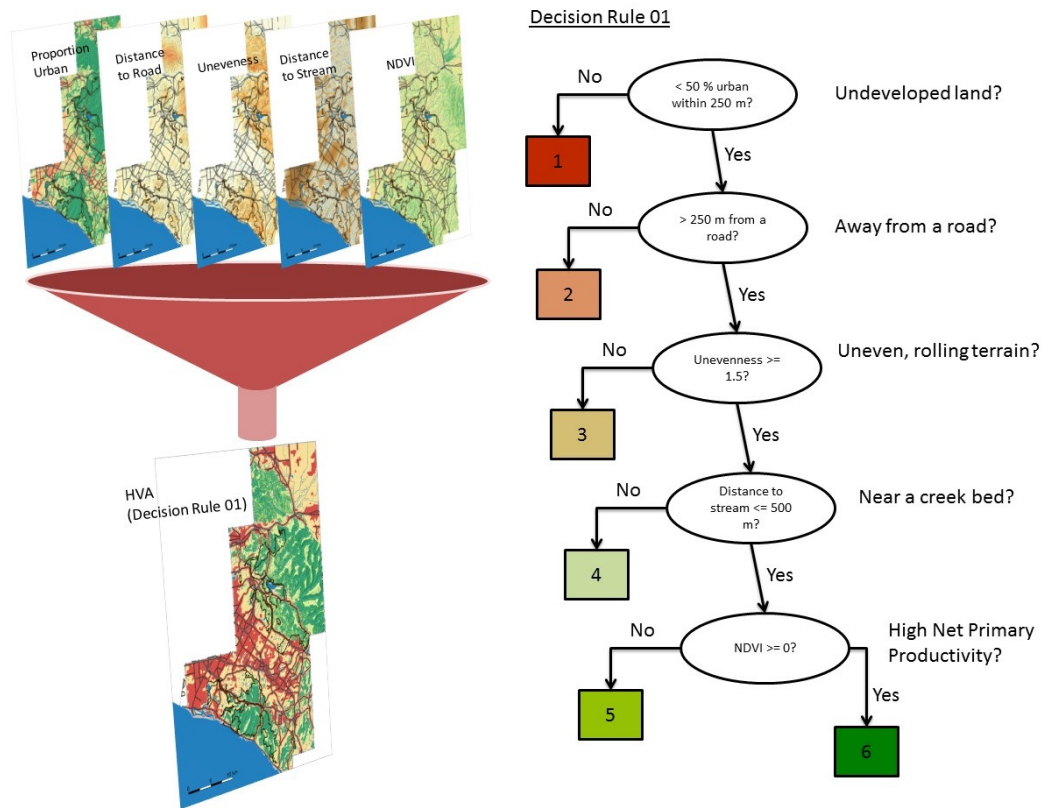 Proportion
Urban
Distance
to Road
Uneveness
Distance
to Stream
NDVI
HVA
(Decision Rule 01)
Decision Rule 01
< 50 % urban
within 250 m?
Undeveloped land?
No
Yes
1
> 250 m from a
road?
Away from a road?
No
Yes
2
Unevenness >=
1.5?
Uneven, rolling terrain?
No
Yes
3
Distance to
stream <= 500
m?
Near a creek bed?
No
Yes
4
NDVI >= 0?
High Net Primary
Productivity?
No
Yes
5
6